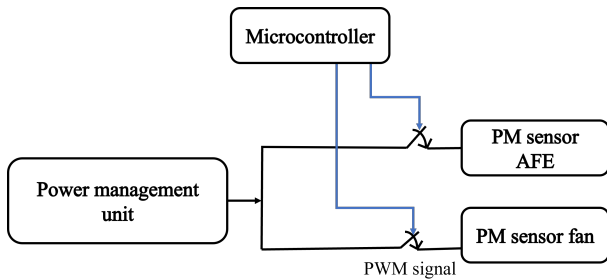 Microcontroller
PM sensor
AFE
Power management
unit
PM sensor fan
PWM signal